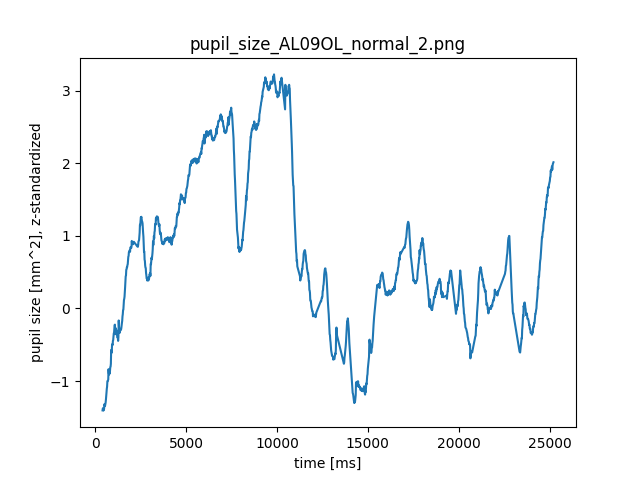 pupil_size_AL09OL_normal_2.png
pupil size [mm^2], z-standardized
3
2
1
0
−1
0 5000 10000 15000 20000 25000
time [ms]